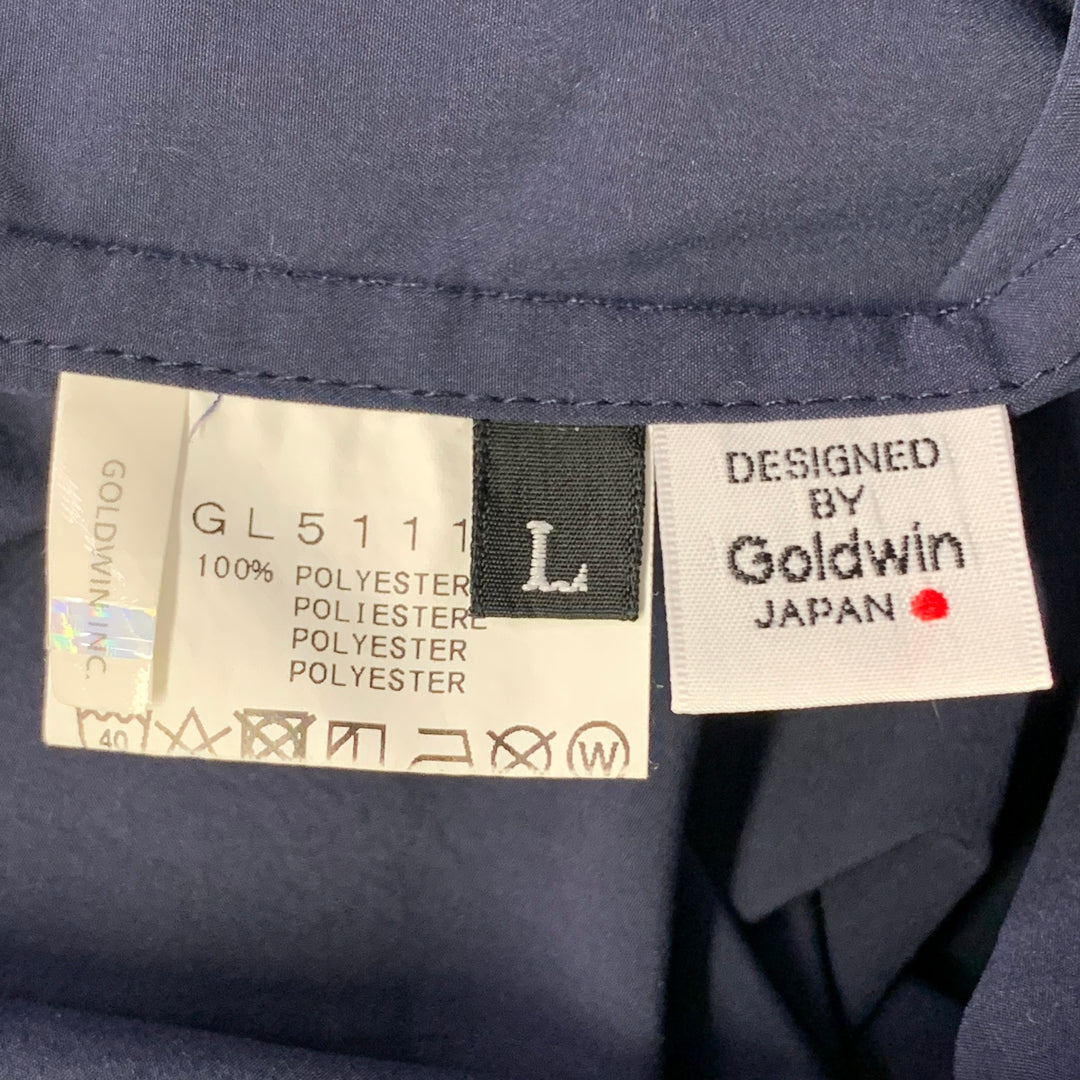 GOLDWIN INC.
GL5111
100% POLYESTER
POLIESTERE
POLYESTER
POLYESTER
40
W
L
DESIGNED
BY
Goldwin
JAPAN